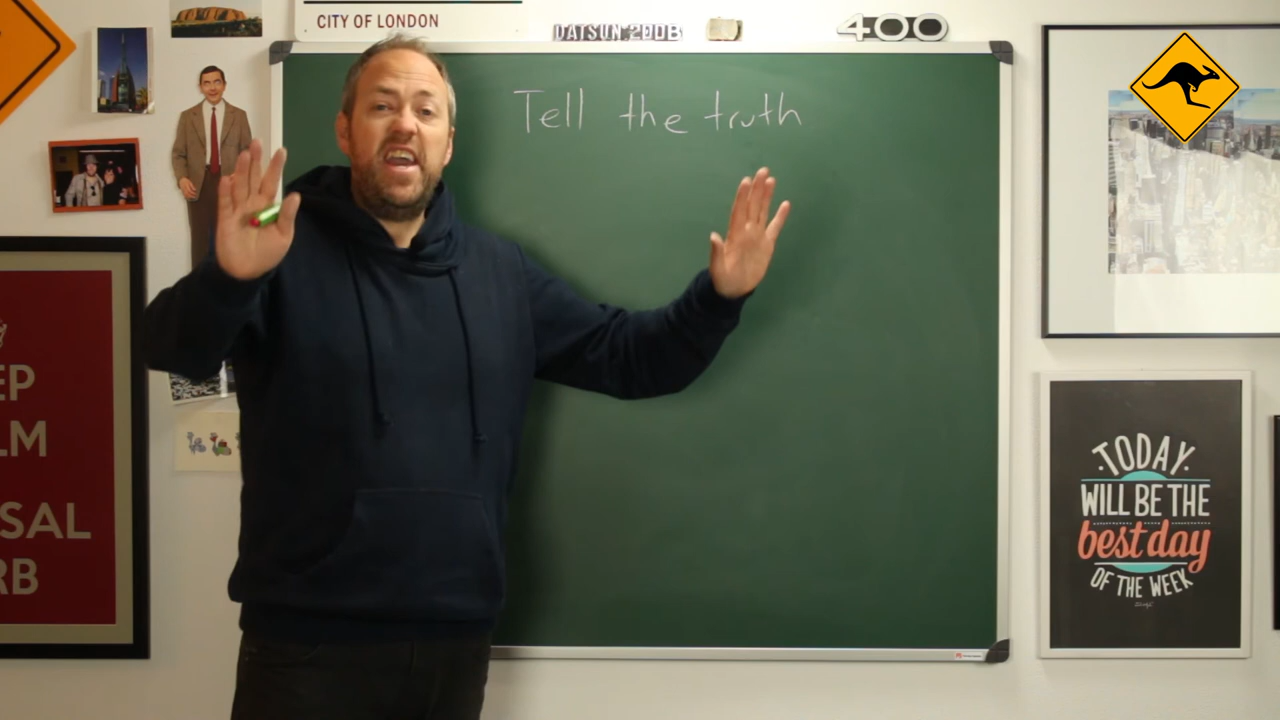 CITY OF LONDON
DATSUN 200B
400
Tell the truth
EP
LM
SAL
RB
TODAY
WILL BE THE
best day
OF THE WEEK